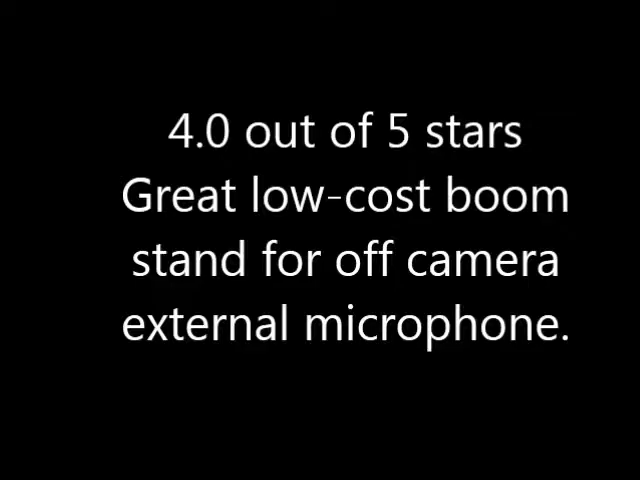 4.0 out of 5 stars
Great low-cost boom
stand for off camera
external microphone.